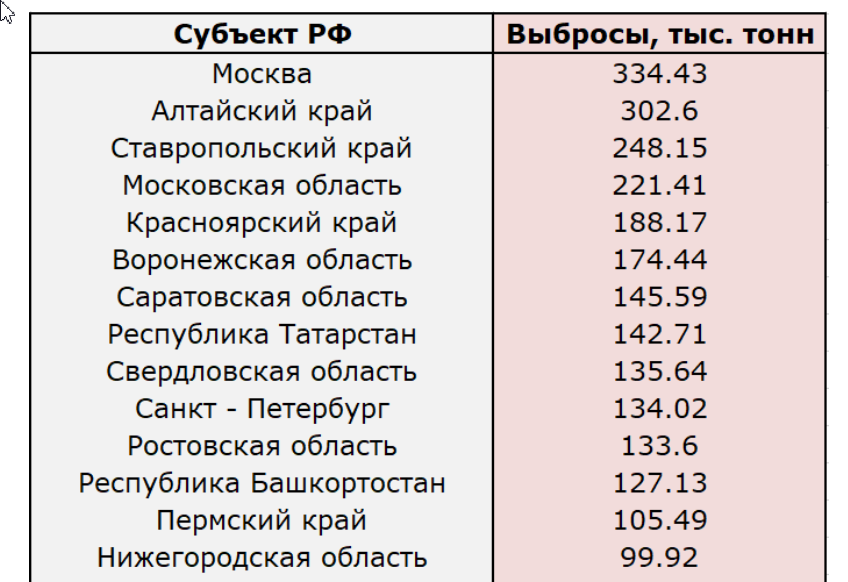 Субъект РФ Выбросы, тыс. тонн
Москва 334.43
Алтайский край 302.6
Ставропольский край 248.15
Московская область 221.41
Красноярский край 188.17
Воронежская область 174.44
Саратовская область 145.59
Республика Татарстан 142.71
Свердловская область 135.64
Санкт - Петербург 134.02
Ростовская область 133.6
Республика Башкортостан 127.13
Пермский край 105.49
Нижегородская область 99.92